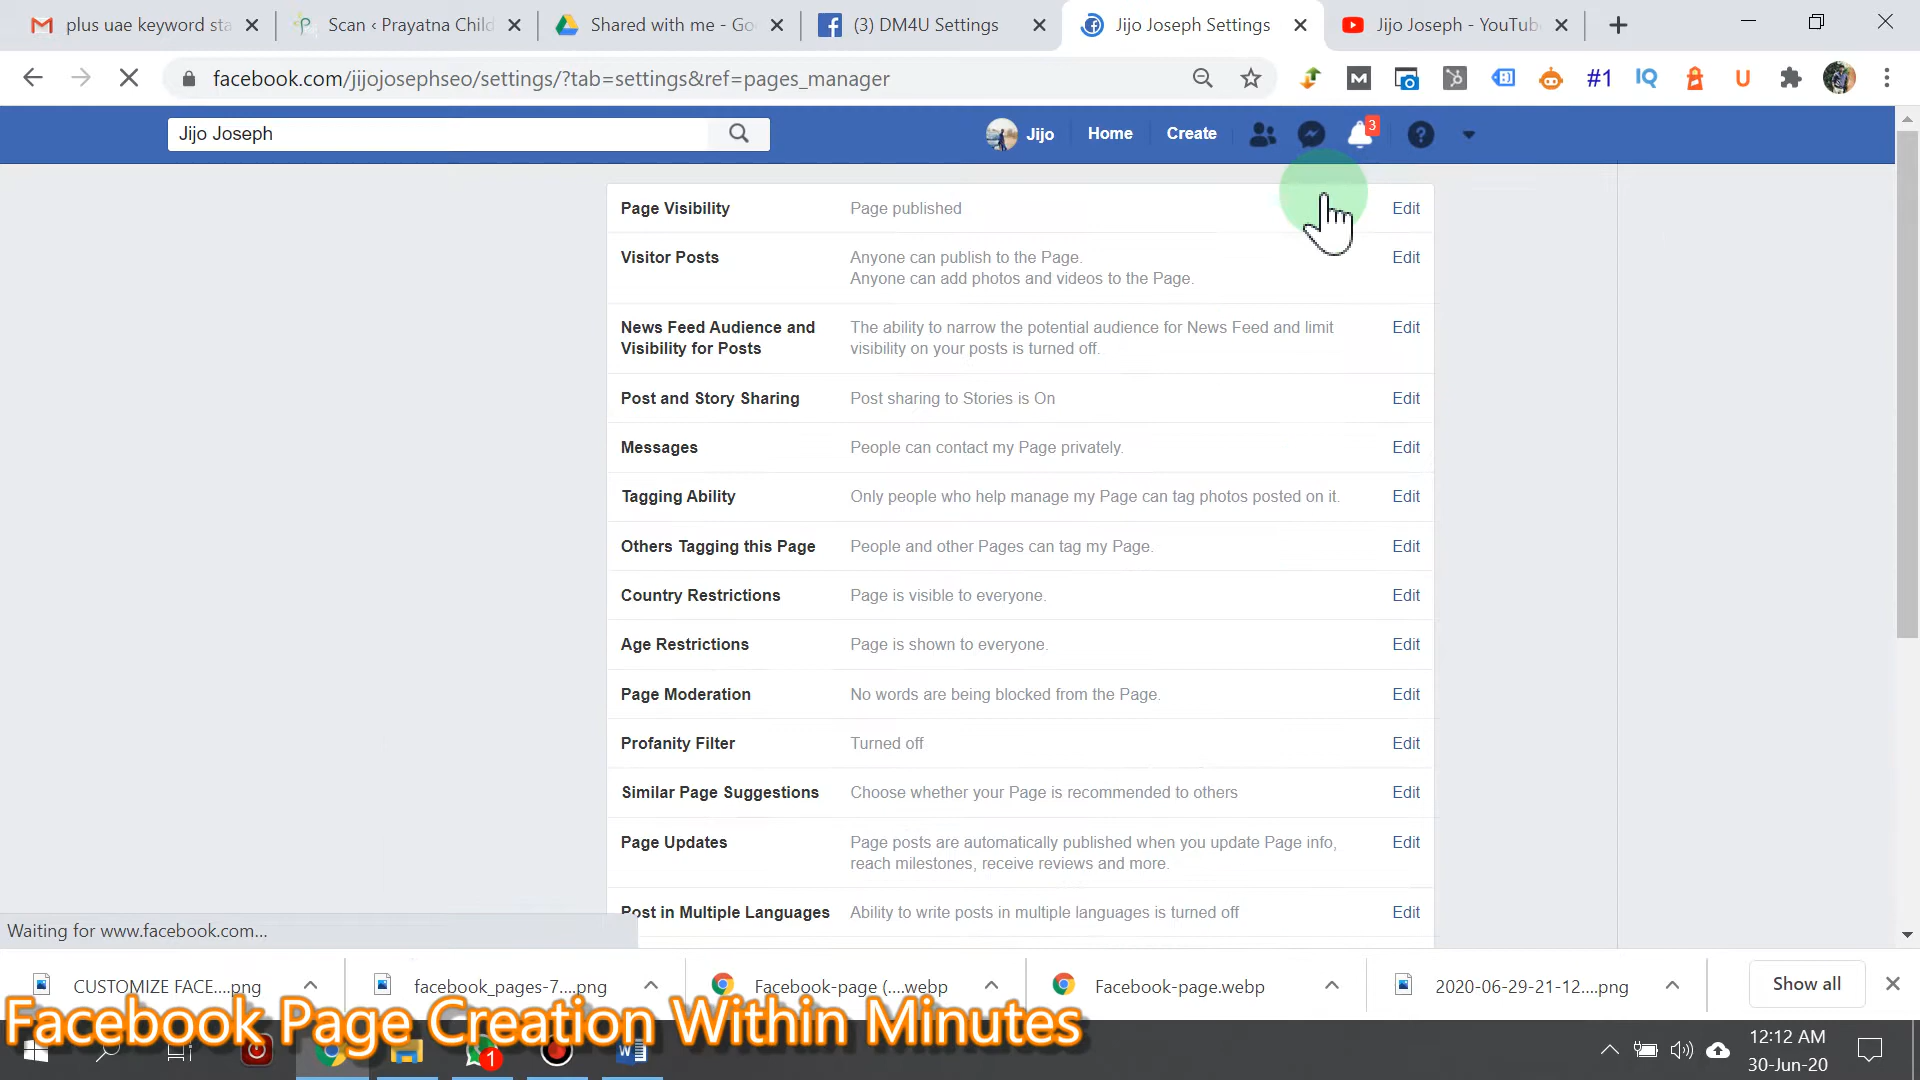 plus uae keyword sta
Scan ‹ Prayatna Child
Shared with me - Go
(3) DM4U Settings
Jijo Joseph Settings
Jijo Joseph - YouTub
facebook.com/jijojosephseo/settings/?tab=settings&ref=pages_manager
#1
IQ
U
Jijo Joseph
Jijo
Home
Create
3
Page Visibility
Page published
Edit
Visitor Posts
Anyone can publish to the Page.
Anyone can add photos and videos to the Page.
Edit
News Feed Audience and
Visibility for Posts
The ability to narrow the potential audience for News Feed and limit
visibility on your posts is turned off.
Edit
Post and Story Sharing
Post sharing to Stories is On
Edit
Messages
People can contact my Page privately.
Edit
Tagging Ability
Only people who help manage my Page can tag photos posted on it.
Edit
Others Tagging this Page
People and other Pages can tag my Page.
Edit
Country Restrictions
Page is visible to everyone.
Edit
Age Restrictions
Page is shown to everyone.
Edit
Page Moderation
No words are being blocked from the Page.
Edit
Profanity Filter
Turned off
Edit
Similar Page Suggestions
Choose whether your Page is recommended to others
Edit
Page Updates
Page posts are automatically published when you update Page info,
reach milestones, receive reviews and more.
Edit
Post in Multiple Languages
Ability to write posts in multiple languages is turned off
Edit
Waiting for www.facebook.com...
CUSTOMIZE FACE....png
facebook_pages-7....png
Facebook-page (....webp
Facebook-page.webp
2020-06-29-21-12....png
Show all
Facebook Page Creation Within Minutes
1
12:12 AM
30-Jun-20